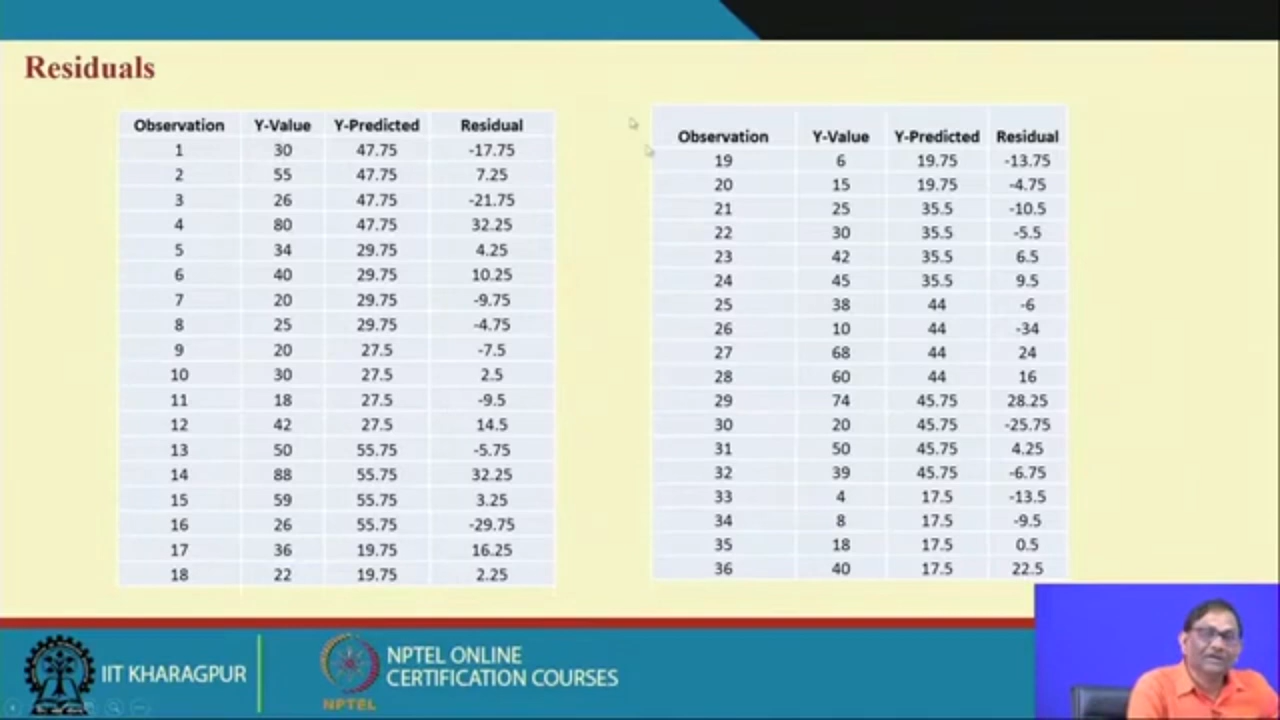 Residuals
Observation Y-Value Y-Predicted Residual
1 30 47.75 -17.75
2 55 47.75 7.25
3 26 47.75 -21.75
4 80 47.75 32.25
5 34 29.75 4.25
6 40 29.75 10.25
7 20 29.75 -9.75
8 25 29.75 -4.75
9 20 27.5 -7.5
10 30 27.5 2.5
11 18 27.5 -9.5
12 42 27.5 14.5
13 50 55.75 -5.75
14 88 55.75 32.25
15 59 55.75 3.25
16 26 55.75 -29.75
17 36 19.75 16.25
18 22 19.75 2.25
Observation Y-Value Y-Predicted Residual
19 6 19.75 -13.75
20 15 19.75 -4.75
21 25 35.5 -10.5
22 30 35.5 -5.5
23 42 35.5 6.5
24 45 35.5 9.5
25 38 44 -6
26 10 44 -34
27 68 44 24
28 60 44 16
29 74 45.75 28.25
30 20 45.75 -25.75
31 50 45.75 4.25
32 39 45.75 -6.75
33 4 17.5 -13.5
34 8 17.5 -9.5
35 18 17.5 0.5
36 40 17.5 22.5
IIT KHARAGPUR
NPTEL
NPTEL ONLINE
CERTIFICATION COURSES